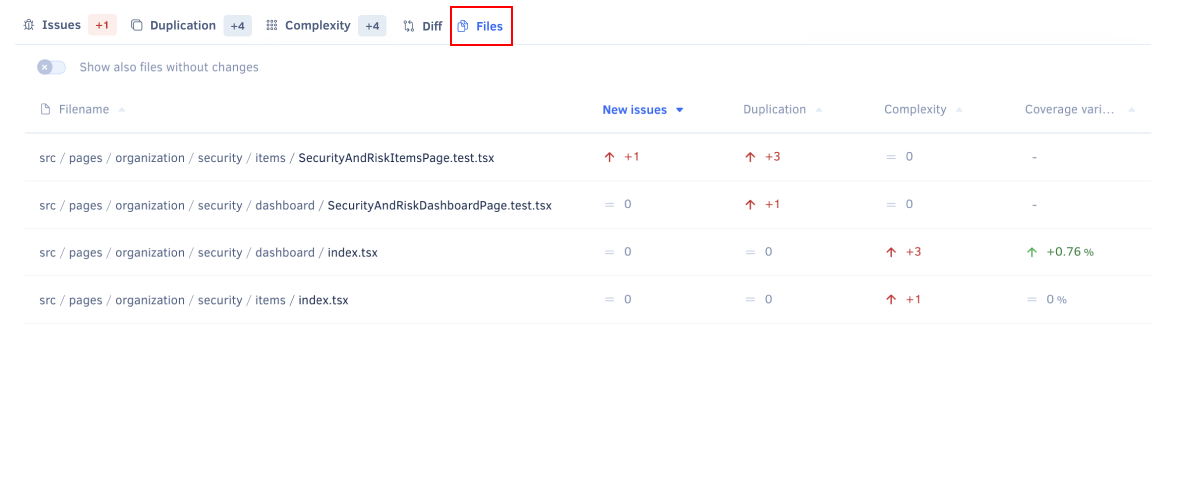 Issues +1 Duplication +4 Complexity +4 Diff Files
Show also files without changes
Filename New issues Duplication Complexity Coverage vari...
src / pages / organization / security / items / SecurityAndRiskItemsPage.test.tsx +1 +3 = 0 -
src / pages / organization / security / dashboard / SecurityAndRiskDashboardPage.test.tsx = 0 +1 = 0 -
src / pages / organization / security / dashboard / index.tsx = 0 = 0 +3 +0.76 %
src / pages / organization / security / items / index.tsx = 0 = 0 +1 = 0 %